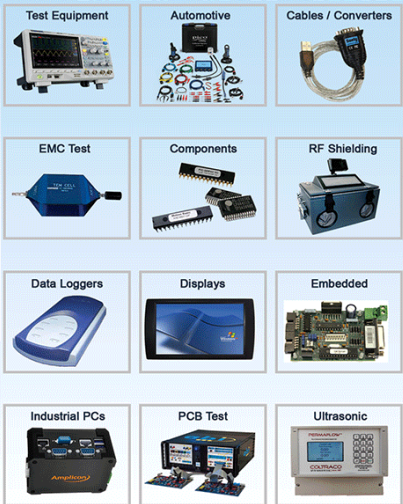 Test Equipment
Automotive
Cables / Converters
EMC Test
Components
RF Shielding
TEM CELL
Data Loggers
Displays
Embedded
Industrial PCs
PCB Test
Ultrasonic
Amplicon
PERMAFLOW
COLTRACO